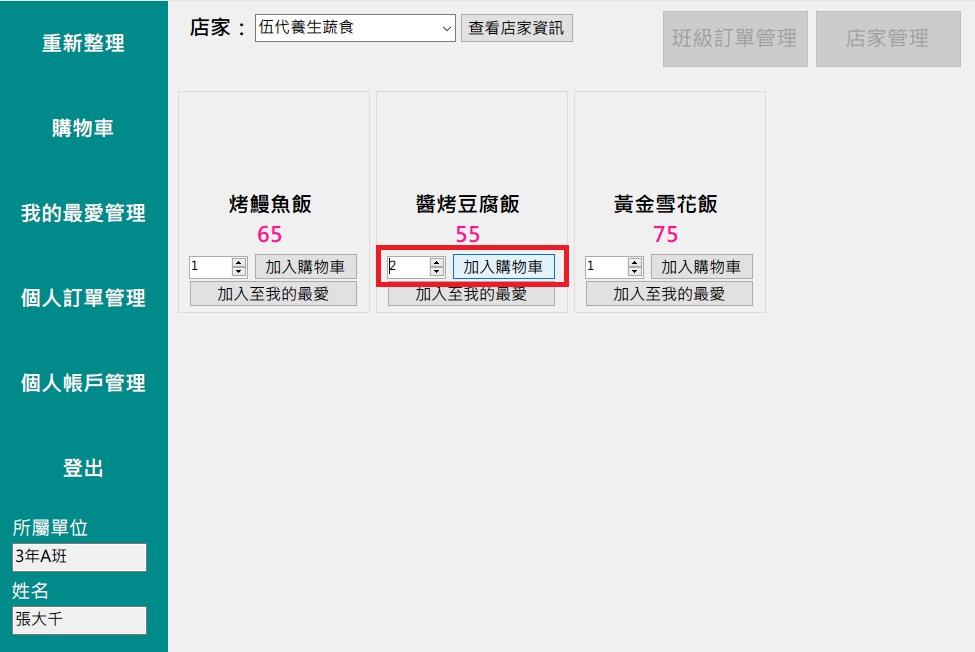 重新整理
購物車
我的最愛管理
個人訂單管理
個人帳戶管理
登出
所屬單位
3年A班
姓名
張大千
店家：
伍代養生蔬食
查看店家資訊
班級訂單管理
店家管理
烤鰻魚飯
65
1
加入購物車
加入至我的最愛
醬烤豆腐飯
55
2
加入購物車
加入至我的最愛
黃金雪花飯
75
1
加入購物車
加入至我的最愛